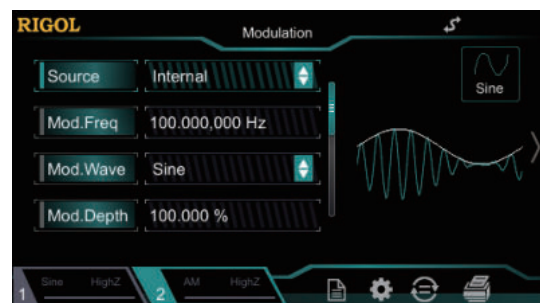 RIGOL
Modulation
Source
Internal
Sine
Mod.Freq
100.000,000 Hz
Mod.Wave
Sine
Mod.Depth
100.000 %
1
Sine
HighZ
2
AM
HighZ